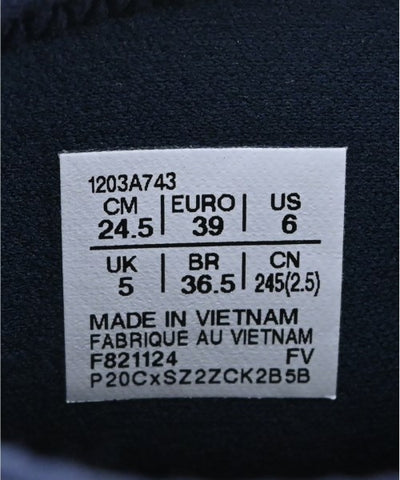 1203A743
CM EURO US
24.5 39 6
UK BR CN
5 36.5 245(2.5)
MADE IN VIETNAM
FABRIQUE AU VIETNAM
F821124 FV
P20CxSZ2ZCK2B5B